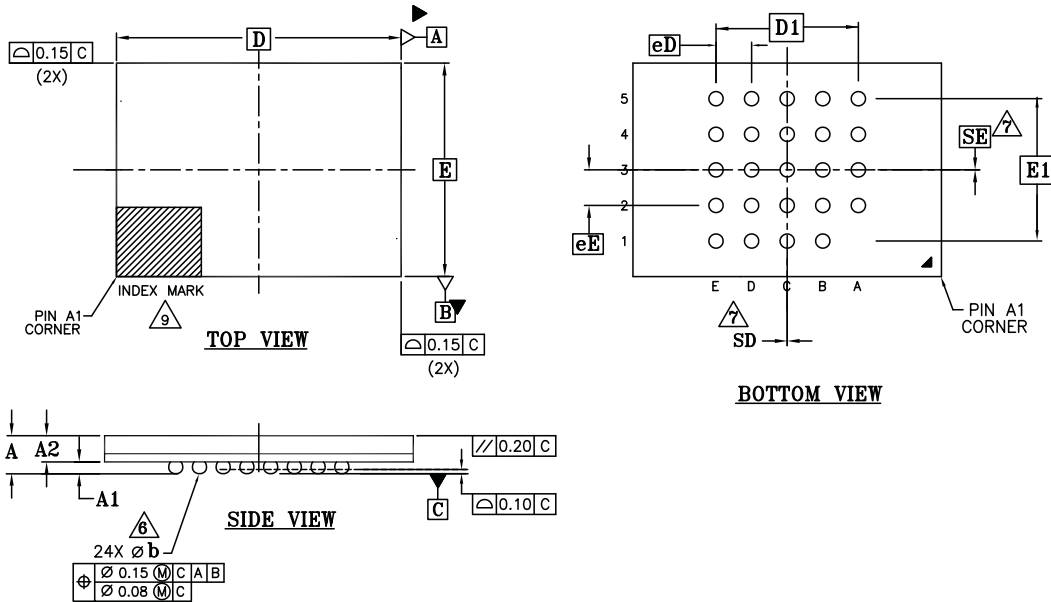 D
A
0.15 C
(2X)
E
INDEX MARK
9
PIN A1
CORNER
B
TOP VIEW
0.15 C
(2X)
D1
eD
5
4
3
2
1
SE
7
E1
eE
E D C B A
7
SD
PIN A1
CORNER
BOTTOM VIEW
A
A2
A1
// 0.20 C
C
0.10 C
SIDE VIEW
6
24X Ø b
⌖ Ø 0.15 Ⓜ C A B
Ø 0.08 Ⓜ C